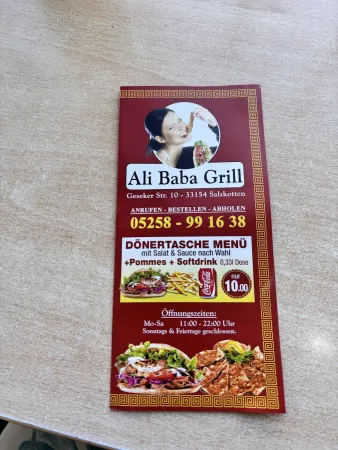 Ali Baba Grill
Geseker Str. 10 - 33154 Salzkotten
ANRUFEN - BESTELLEN - ABHOLEN
05258 - 99 16 38
DÖNERTASCHE MENÜ
mit Salat & Sauce nach Wahl
+Pommes + Softdrink 0,33l Dose
Coca-Cola
nur
10.00
Öffnungszeiten:
Mo-Sa 11:00 - 22:00 Uhr
Sonntags & Feiertage geschlossen.